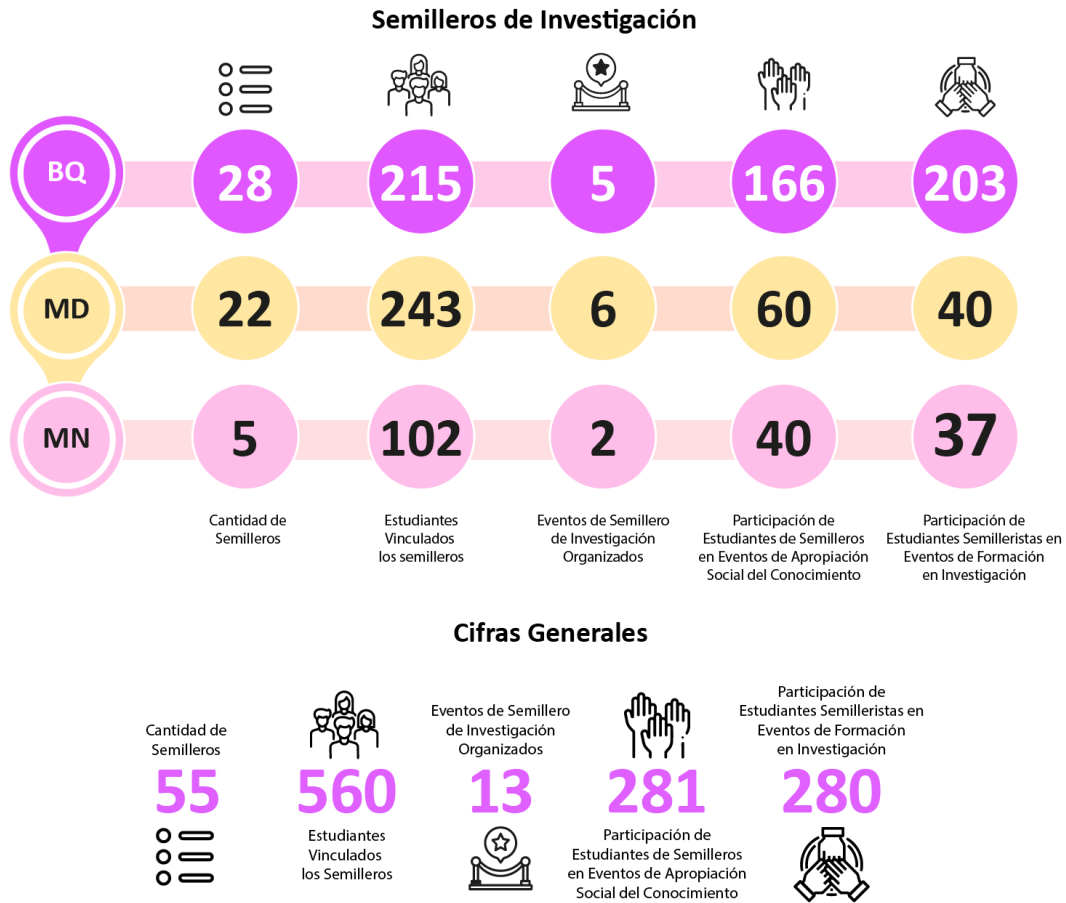 Semilleros de Investigación
BQ
28
215
5
166
203
MD
22
243
6
60
40
MN
5
102
2
40
37
Cantidad de
Semilleros
Estudiantes
Vinculados
los semilleros
Eventos de Semillero
de Investigación
Organizados
Participación de
Estudiantes de Semilleros
en Eventos de Apropiación
Social del Conocimiento
Participación de
Estudiantes Semilleristas en
Eventos de Formación
en Investigación
Cifras Generales
Cantidad de
Semilleros
55
560
Estudiantes
Vinculados
los Semilleros
Eventos de Semillero
de Investigación
Organizados
13
281
Participación de
Estudiantes de Semilleros
en Eventos de Apropiación
Social del Conocimiento
Participación de
Estudiantes Semilleristas en
Eventos de Formación
en Investigación
280